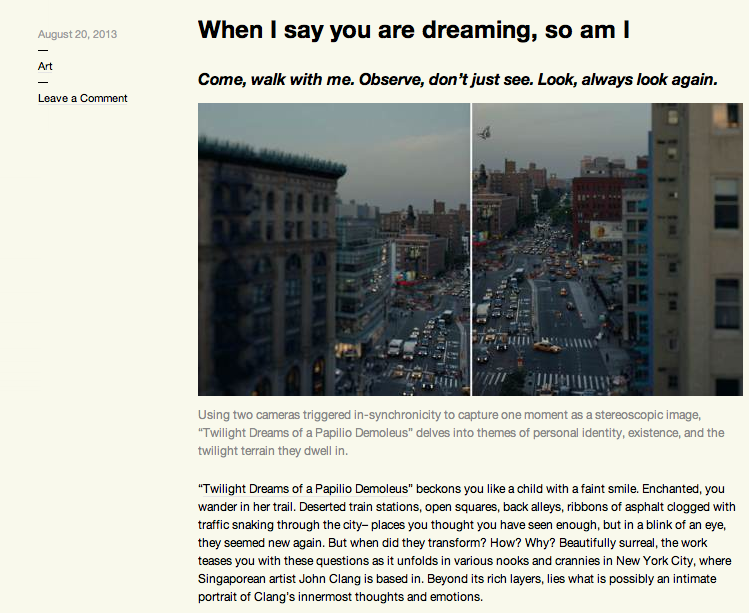 August 20, 2013
—
Art
—
Leave a Comment
When I say you are dreaming, so am I
Come, walk with me. Observe, don’t just see. Look, always look again.
Using two cameras triggered in-synchronicity to capture one moment as a stereoscopic image,
“Twilight Dreams of a Papilio Demoleus” delves into themes of personal identity, existence, and the
twilight terrain they dwell in.
“Twilight Dreams of a Papilio Demoleus” beckons you like a child with a faint smile. Enchanted, you
wander in her trail. Deserted train stations, open squares, back alleys, ribbons of asphalt clogged with
traffic snaking through the city– places you thought you have seen enough, but in a blink of an eye,
they seemed new again. But when did they transform? How? Why? Beautifully surreal, the work
teases you with these questions as it unfolds in various nooks and crannies in New York City, where
Singaporean artist John Clang is based in. Beyond its rich layers, lies what is possibly an intimate
portrait of Clang’s innermost thoughts and emotions.